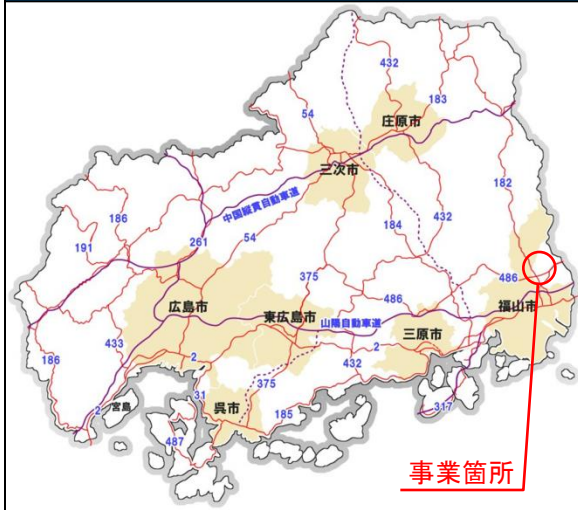 432
54
183
庄原市
三次市
182
中国縦貫自動車道
186
191
261
54
184
432
375
486
486
広島市
東広島市
山陽自動車道
福山市
三原市
186
433
2
2
432
375
31
185
呉市
宮島
2
487
317
事業箇所